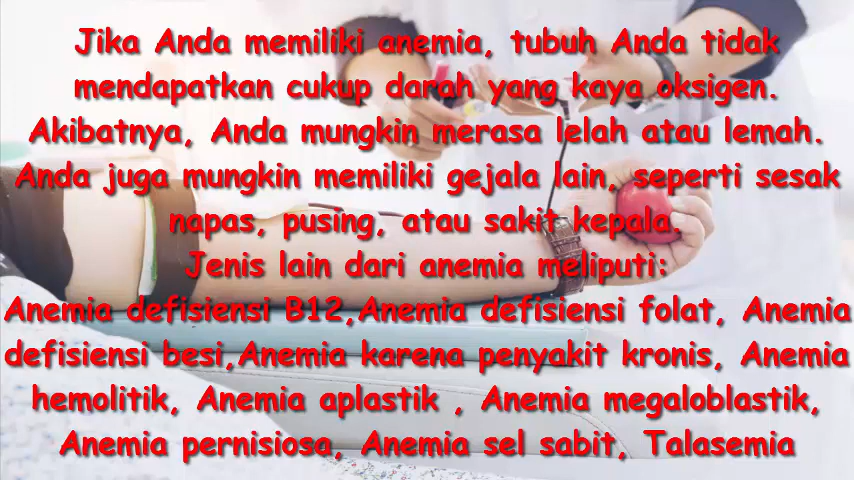 Jika Anda memiliki anemia, tubuh Anda tidak
mendapatkan cukup darah yang kaya oksigen.
Akibatnya, Anda mungkin merasa lelah atau lemah.
Anda juga mungkin memiliki gejala lain, seperti sesak
napas, pusing, atau sakit kepala.
Jenis lain dari anemia meliputi:
Anemia defisiensi B12,Anemia defisiensi folat, Anemia
defisiensi besi,Anemia karena penyakit kronis, Anemia
hemolitik, Anemia aplastik , Anemia megaloblastik,
Anemia pernisiosa, Anemia sel sabit, Talasemia